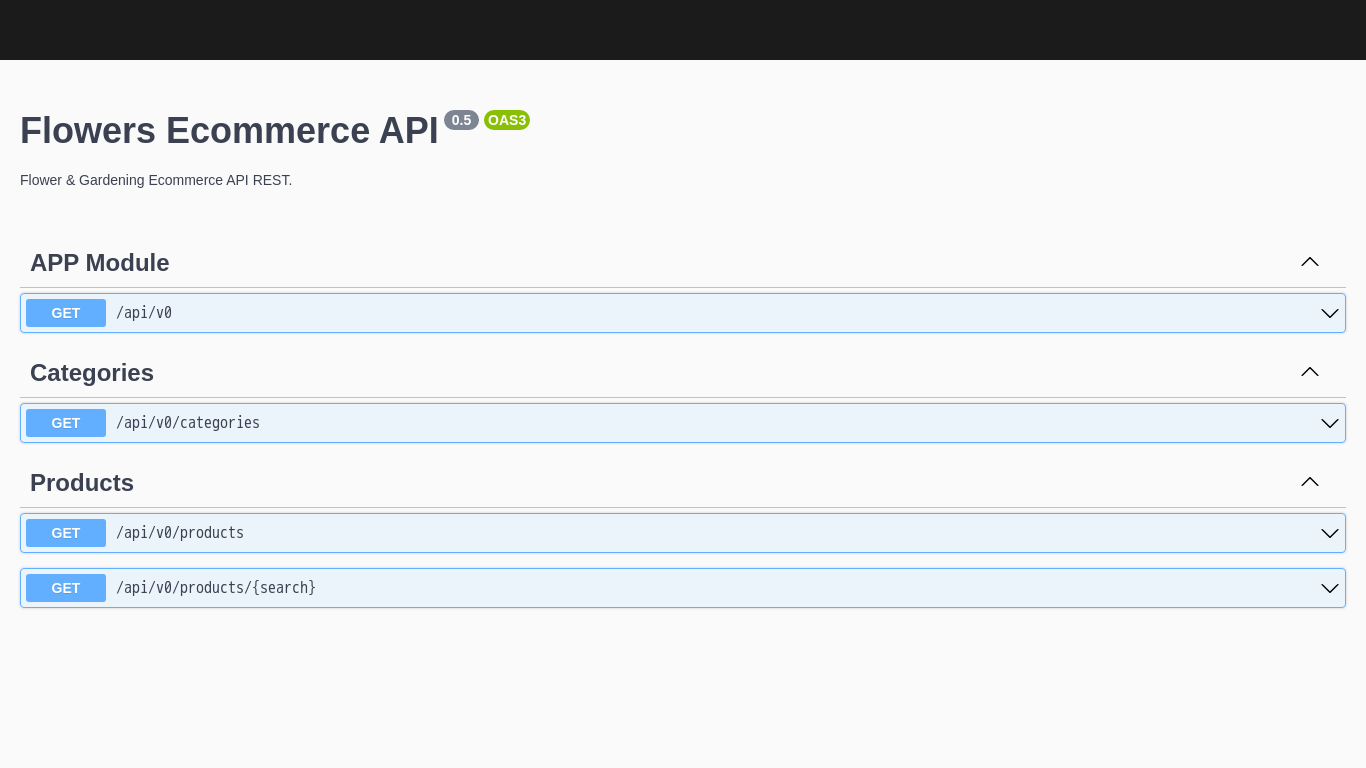 Flowers Ecommerce API 0.5 OAS3
Flower & Gardening Ecommerce API REST.
APP Module
GET /api/v0
Categories
GET /api/v0/categories
Products
GET /api/v0/products
GET /api/v0/products/{search}